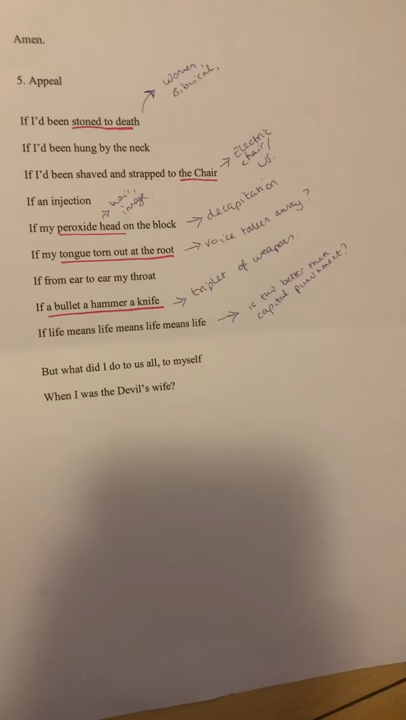 Amen.
women,
Biblical,
5. Appeal
If I'd been stoned to death
If I'd been hung by the neck
Electric
chair/
US.
If I'd been shaved and strapped to the Chair
hair,
image
If an injection
If my peroxide head on the block
decapitation
If my tongue torn out at the root
voice taken away?
If from ear to ear my throat
If a bullet a hammer a knife
triplet of weapons.
If life means life means life means life
is this better than
capital punishment?
But what did I do to us all, to myself
When I was the Devil's wife?